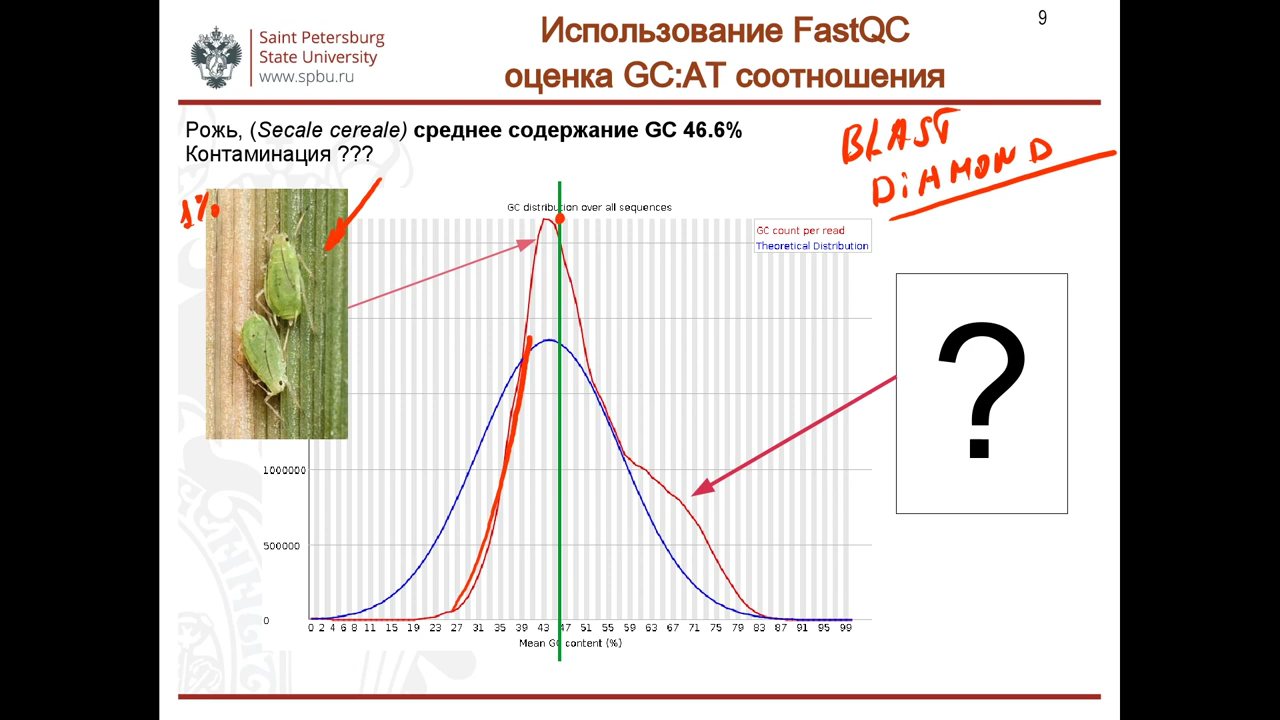 Saint Petersburg
State University
www.spbu.ru
Использование FastQC
оценка GC:AT соотношения
9
Рожь, (Secale cereale) среднее содержание GC 46.6%
Контаминация ???
BLAST
DiAMOND
1%
GC distribution over all sequences
GC count per read
Theoretical Distribution
?
1000000
500000
0
0 2 4 6 8 11 15 19 23 27 31 35 39 43 47 51 55 59 63 67 71 75 79 83 87 91 95 99
Mean GC content (%)